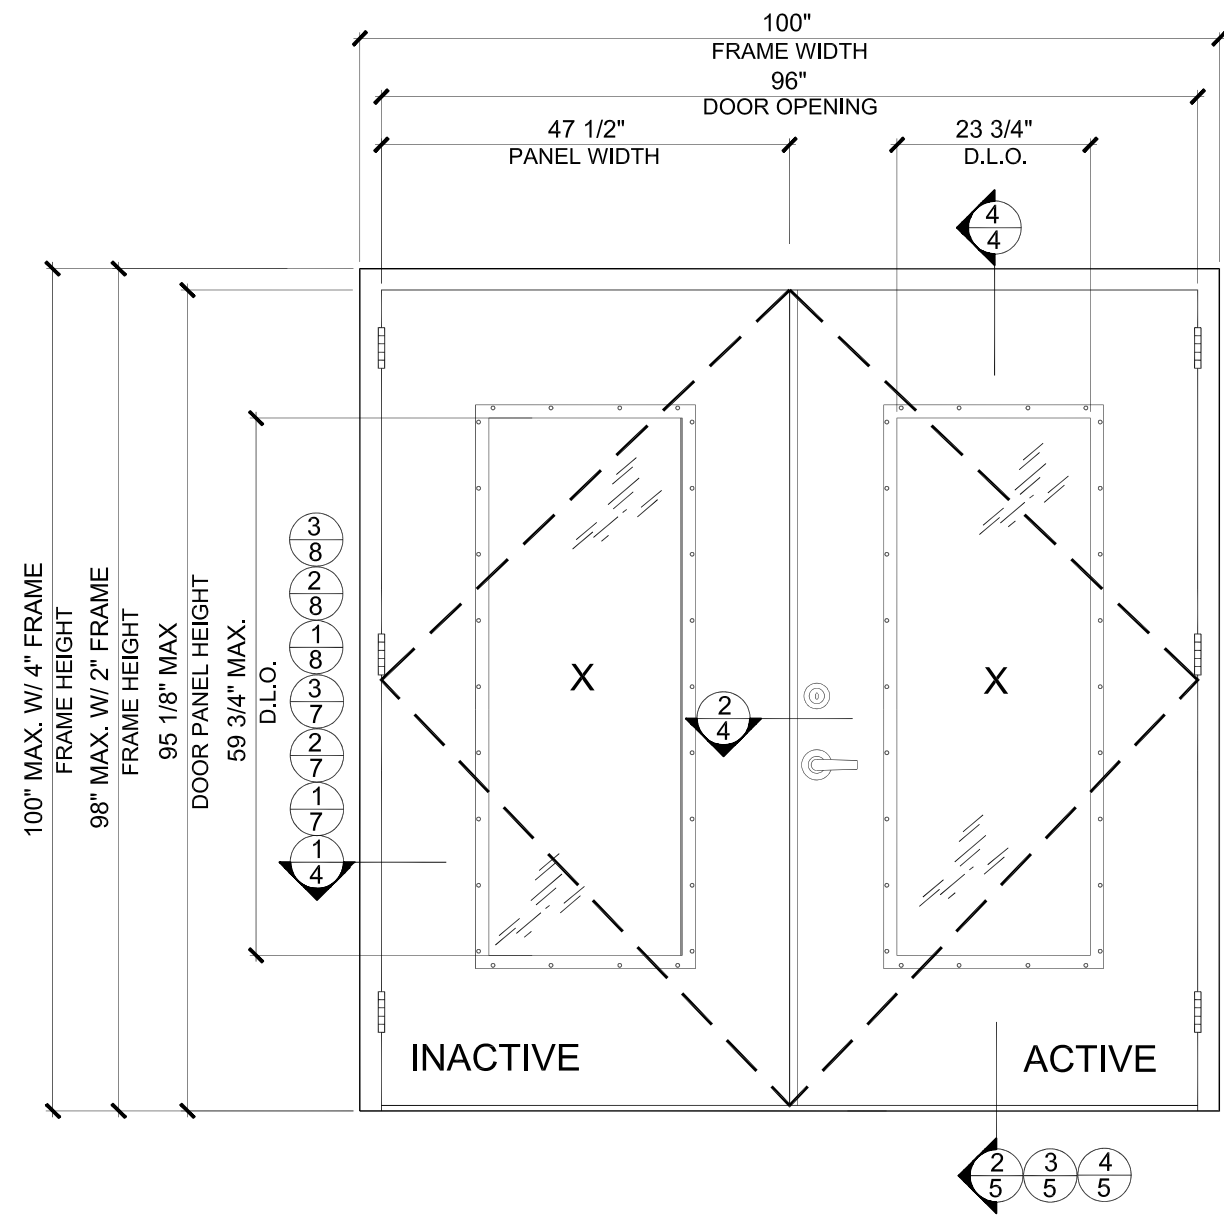 100"
FRAME WIDTH
96"
DOOR OPENING
47 1/2"
PANEL WIDTH
23 3/4"
D.L.O.
4
4
100" MAX. W/ 4" FRAME
FRAME HEIGHT
98" MAX. W/ 2" FRAME
FRAME HEIGHT
95 1/8" MAX
DOOR PANEL HEIGHT
59 3/4" MAX.
D.L.O.
3
8
2
8
1
8
3
7
2
7
1
7
1
4
X
2
4
X
INACTIVE
ACTIVE
2
5
3
5
4
5